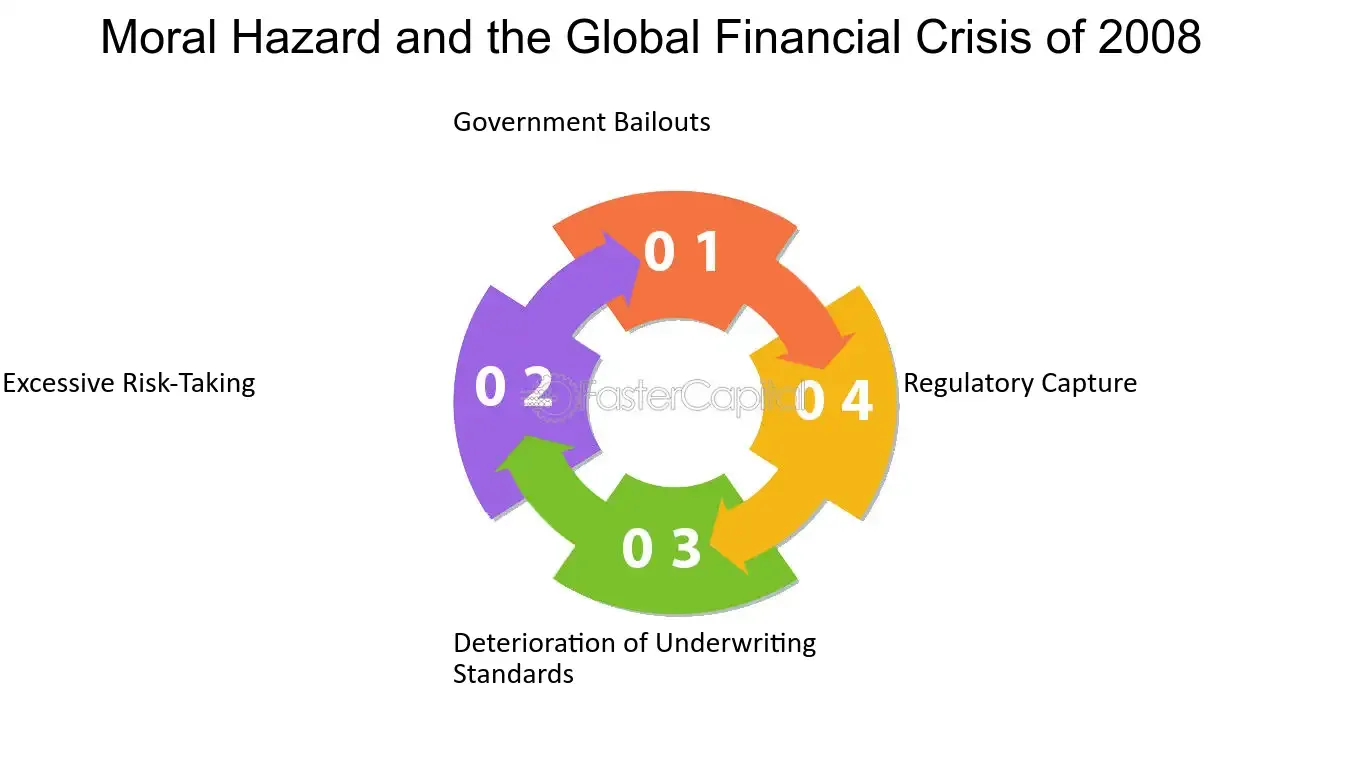 Moral Hazard and the Global Financial Crisis of 2008
Government Bailouts
0 1
Excessive Risk-Taking
0 2
FasterCapital
0 4
Regulatory Capture
0 3
Deterioration of Underwriting
Standards